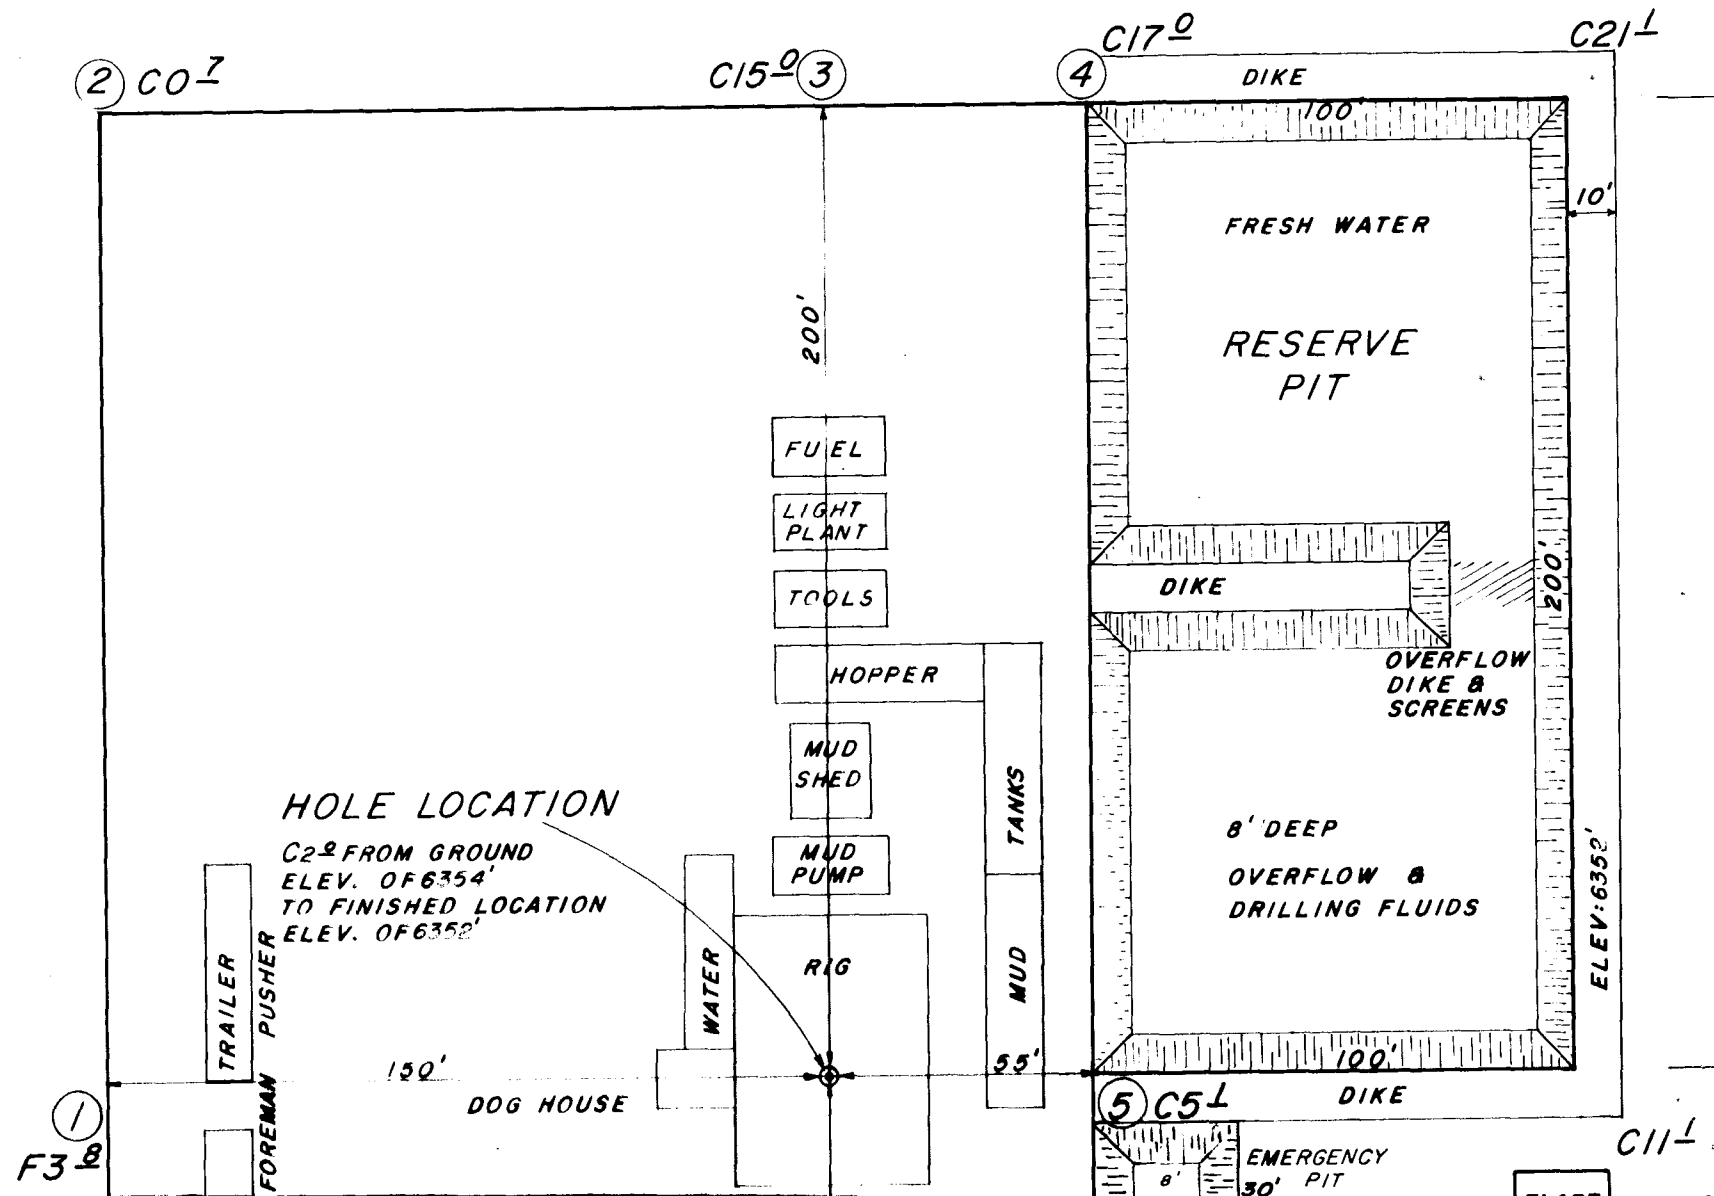 2 C0 7
C15 0 3
4
C17 0
C21 1
DIKE
100'
10'
FRESH WATER
RESERVE
PIT
200'
FUEL
LIGHT
PLANT
TOOLS
HOPPER
DIKE
200'
OVERFLOW
DIKE &
SCREENS
MUD
SHED
TANKS
HOLE LOCATION
C2 0 FROM GROUND
ELEV. OF 6354'
TO FINISHED LOCATION
ELEV. OF 6352'
MUD
PUMP
8' DEEP
OVERFLOW &
DRILLING FLUIDS
ELEV: 6352'
TRAILER
FOREMAN PUSHER
WATER
RIG
MUD
150'
55'
100'
DOG HOUSE
1
F3 8
5 C5 1
DIKE
C11 1
EMERGENCY
PIT
8'
30'